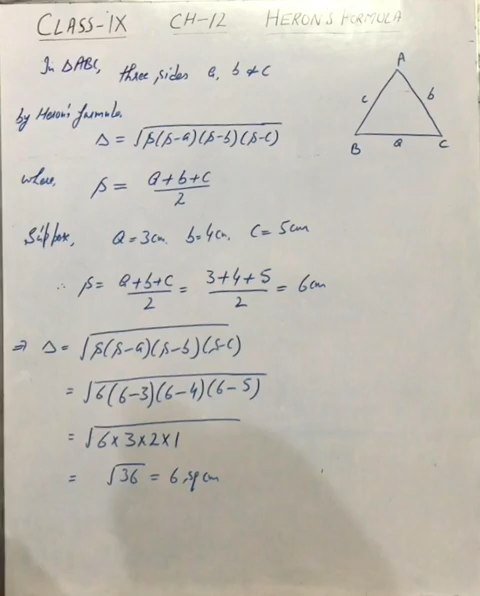 CLASS-IX CH-12 HERON'S FORMULA
In ΔABC, three sides a, b & c
A
c b
B a C
by Heron's formula.
Δ = √s(s-a)(s-b)(s-c)
where, s = a+b+c/2
Suppose, a = 3cm. b=4cm. c = 5cm
∴ s = a+b+c/2 = 3+4+5/2 = 6cm
⇒ Δ = √s(s-a)(s-b)(s-c)
= √6(6-3)(6-4)(6-5)
= √6×3×2×1
= √36 = 6 sq cm